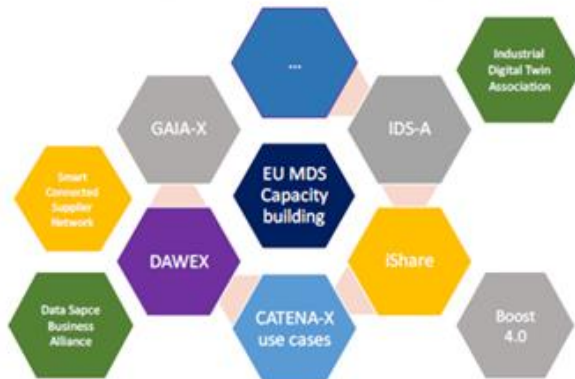 ...
Industrial
Digital Twin
Association
GAIA-X
IDS-A
EU MDS
Capacity
building
Smart
Connected
Supplier
Network
DAWEX
iShare
Data Sapce
Business
Alliance
CATENA-X
use cases
Boost
4.0